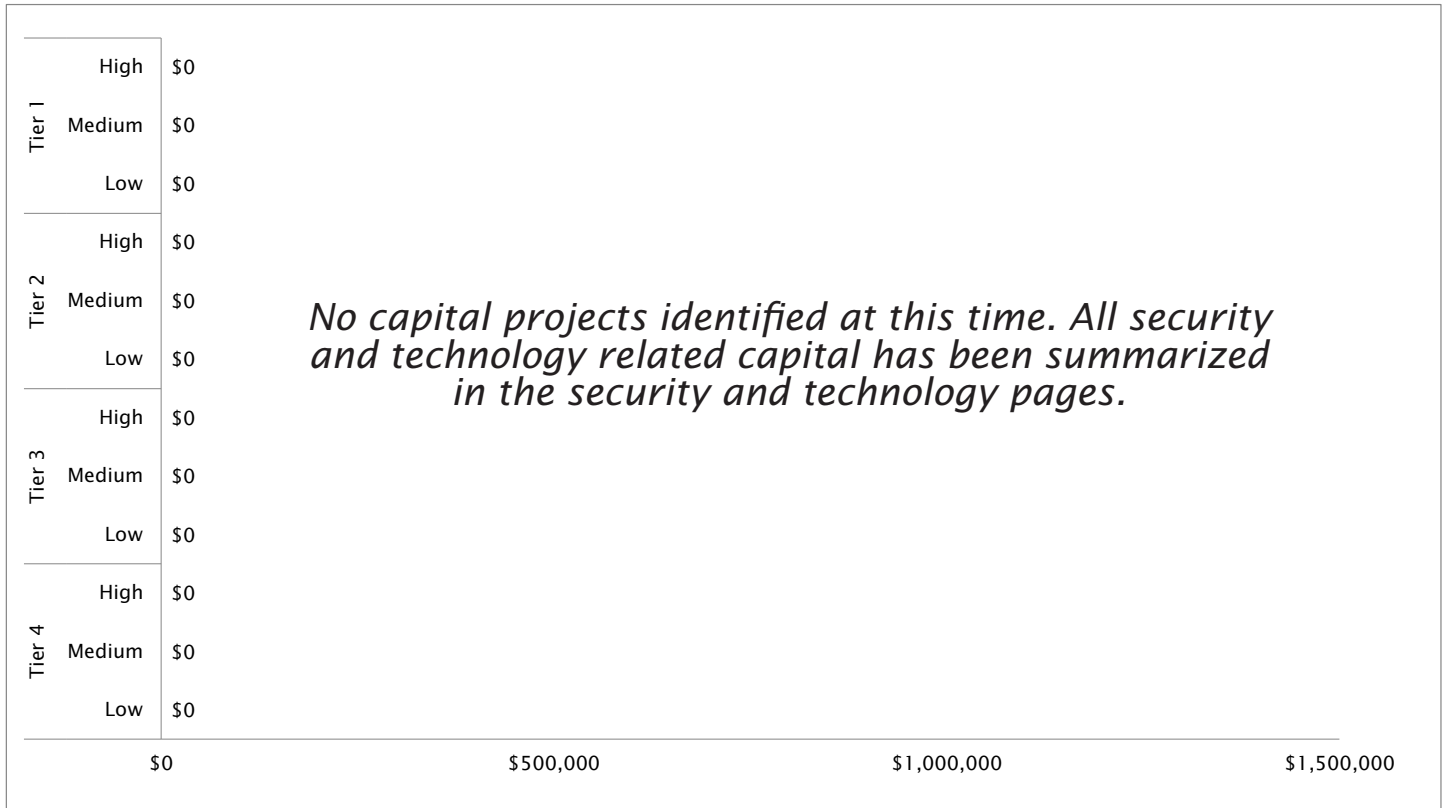 Tier 1
High $0
Medium $0
Low $0
Tier 2
High $0
Medium $0
Low $0
No capital projects identified at this time. All security
and technology related capital has been summarized
in the security and technology pages.
Tier 3
High $0
Medium $0
Low $0
Tier 4
High $0
Medium $0
Low $0
$0 $500,000 $1,000,000 $1,500,000